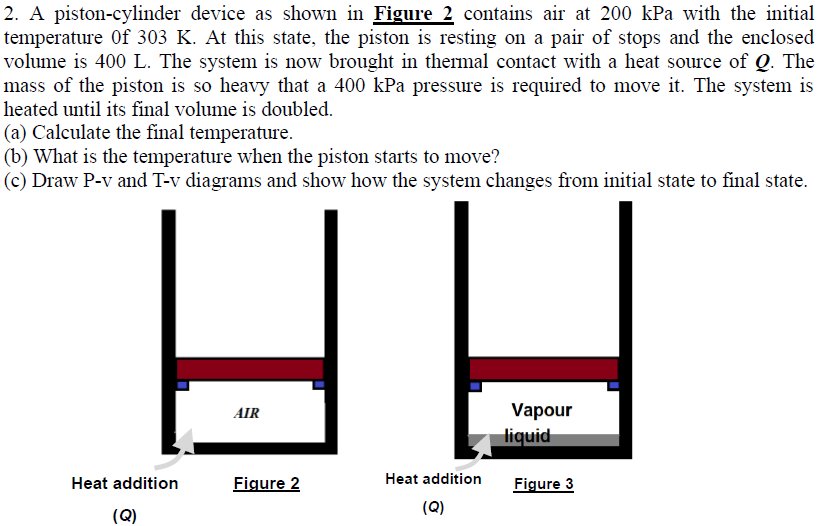 2. A piston-cylinder device as shown in Figure 2 contains air at 200 kPa with the initial
temperature 0f 303 K. At this state, the piston is resting on a pair of stops and the enclosed
volume is 400 L. The system is now brought in thermal contact with a heat source of Q. The
mass of the piston is so heavy that a 400 kPa pressure is required to move it. The system is
heated until its final volume is doubled.
(a) Calculate the final temperature.
(b) What is the temperature when the piston starts to move?
(c) Draw P-v and T-v diagrams and show how the system changes from initial state to final state.
AIR
Vapour
liquid
Heat addition
(Q)
Figure 2
Heat addition
(Q)
Figure 3